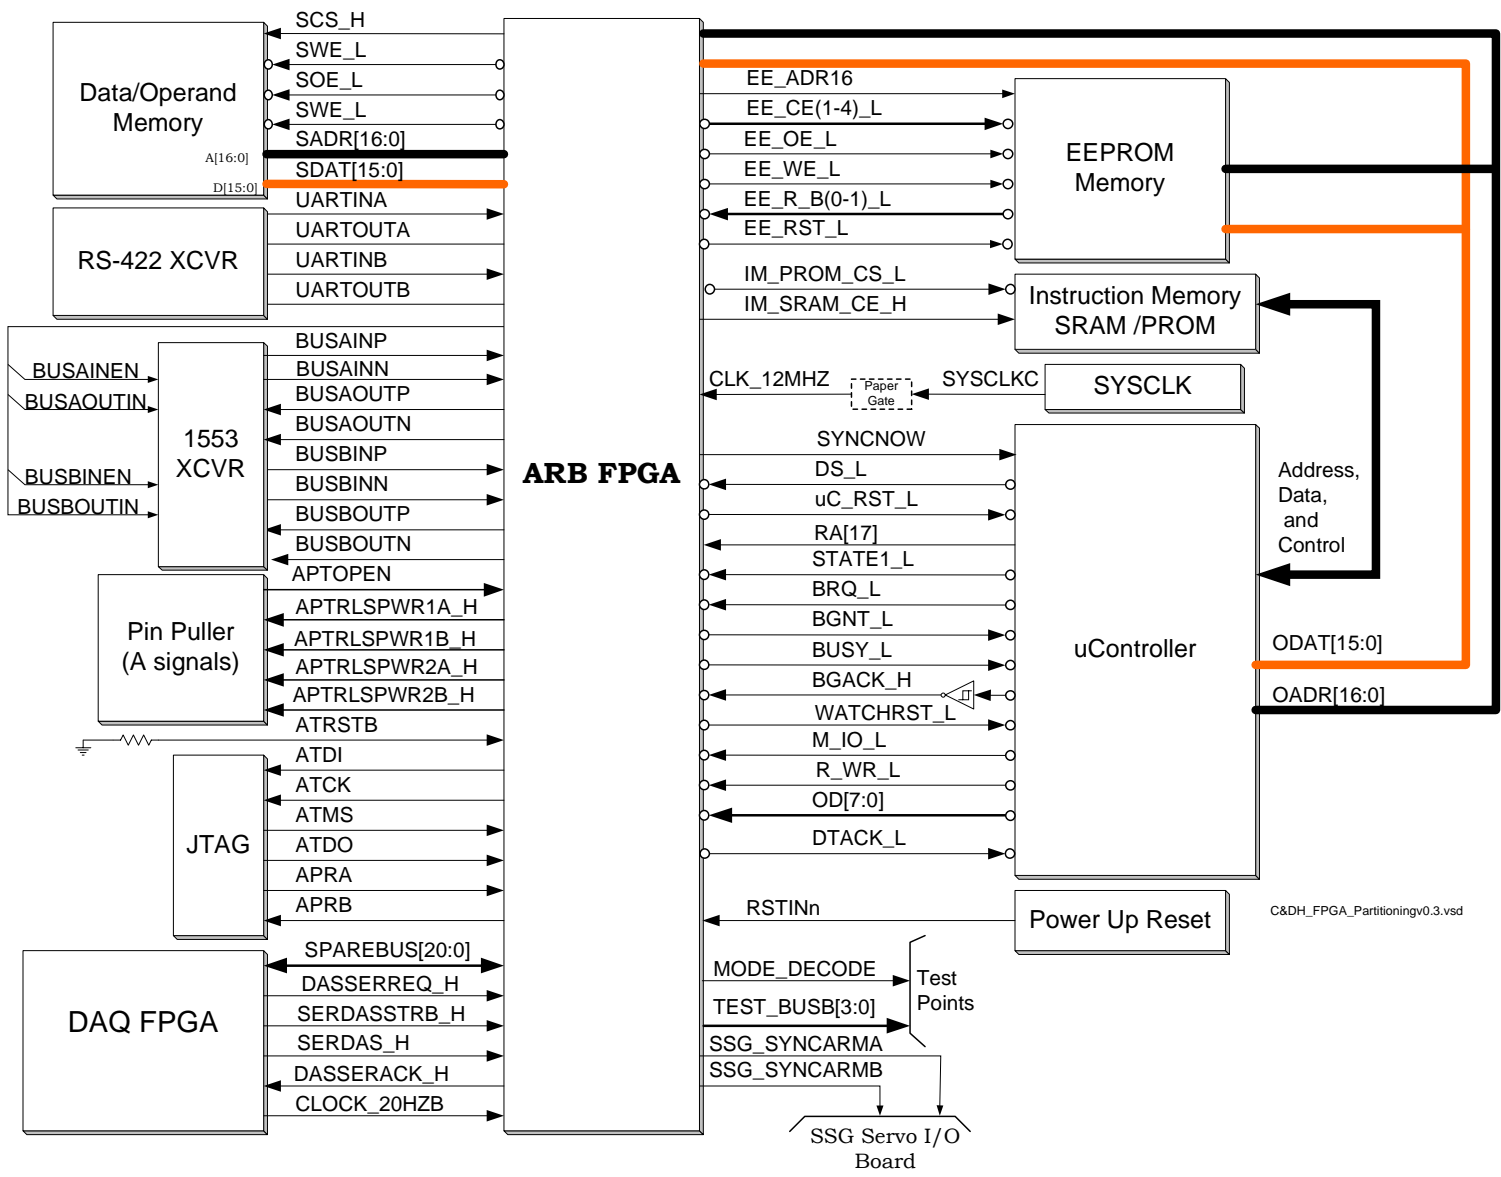 SCS_H
SWE_L
SOE_L
SWE_L
SADR[16:0]
SDAT[15:0]
Data/Operand
Memory
A[16:0]
D[15:0]
UARTINA
UARTOUTA
UARTINB
UARTOUTB
RS-422 XCVR
BUSAINP
BUSAINN
BUSAOUTP
BUSAOUTN
BUSBINP
BUSBINN
BUSBOUTP
BUSBOUTN
BUSAINEN
BUSAOUTIN
BUSBINEN
BUSBOUTIN
1553
XCVR
APTOPEN
APTRLSPWR1A_H
APTRLSPWR1B_H
APTRLSPWR2A_H
APTRLSPWR2B_H
Pin Puller
(A signals)
ATRSTB
ATDI
ATCK
ATMS
ATDO
APRA
APRB
JTAG
SPAREBUS[20:0]
DASSERREQ_H
SERDASSTRB_H
SERDAS_H
DASSERACK_H
CLOCK_20HZB
DAQ FPGA
ARB FPGA
EE_ADR16
EE_CE(1-4)_L
EE_OE_L
EE_WE_L
EE_R_B(0-1)_L
EE_RST_L
EEPROM
Memory
IM_PROM_CS_L
IM_SRAM_CE_H
Instruction Memory
SRAM /PROM
CLK_12MHZ
Paper
Gate
SYSCLKC
SYSCLK
SYNCNOW
DS_L
uC_RST_L
RA[17]
STATE1_L
BRQ_L
BGNT_L
BUSY_L
BGACK_H
WATCHRST_L
M_IO_L
R_WR_L
OD[7:0]
DTACK_L
uController
Address,
Data,
and
Control
ODAT[15:0]
OADR[16:0]
RSTINn
Power Up Reset
C&DH_FPGA_Partitioningv0.3.vsd
MODE_DECODE
TEST_BUSB[3:0]
Test
Points
SSG_SYNCARMA
SSG_SYNCARMB
SSG Servo I/O
Board